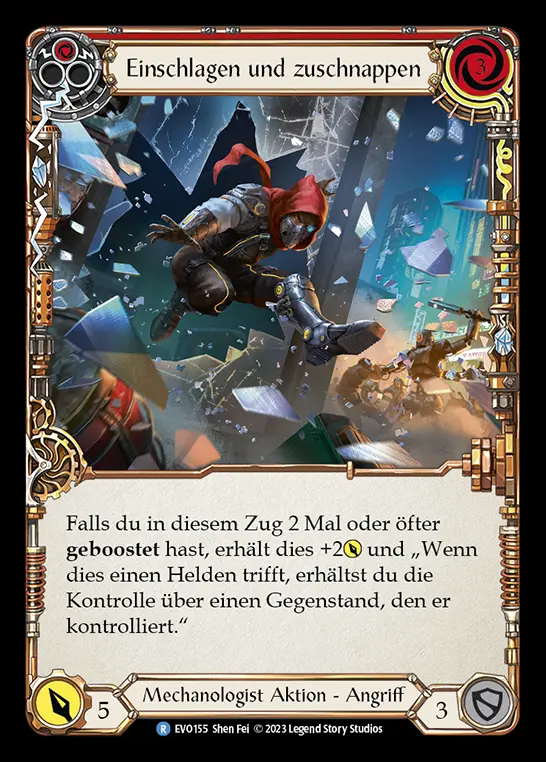 Einschlagen und zuschnappen
3
Falls du in diesem Zug 2 Mal oder öfter
geboostet hast, erhält dies +2 und „Wenn
dies einen Helden trifft, erhältst du die
Kontrolle über einen Gegenstand, den er
kontrolliert.“
5
Mechanologist Aktion - Angriff
3
R EVO155 Shen Fei © 2023 Legend Story Studios